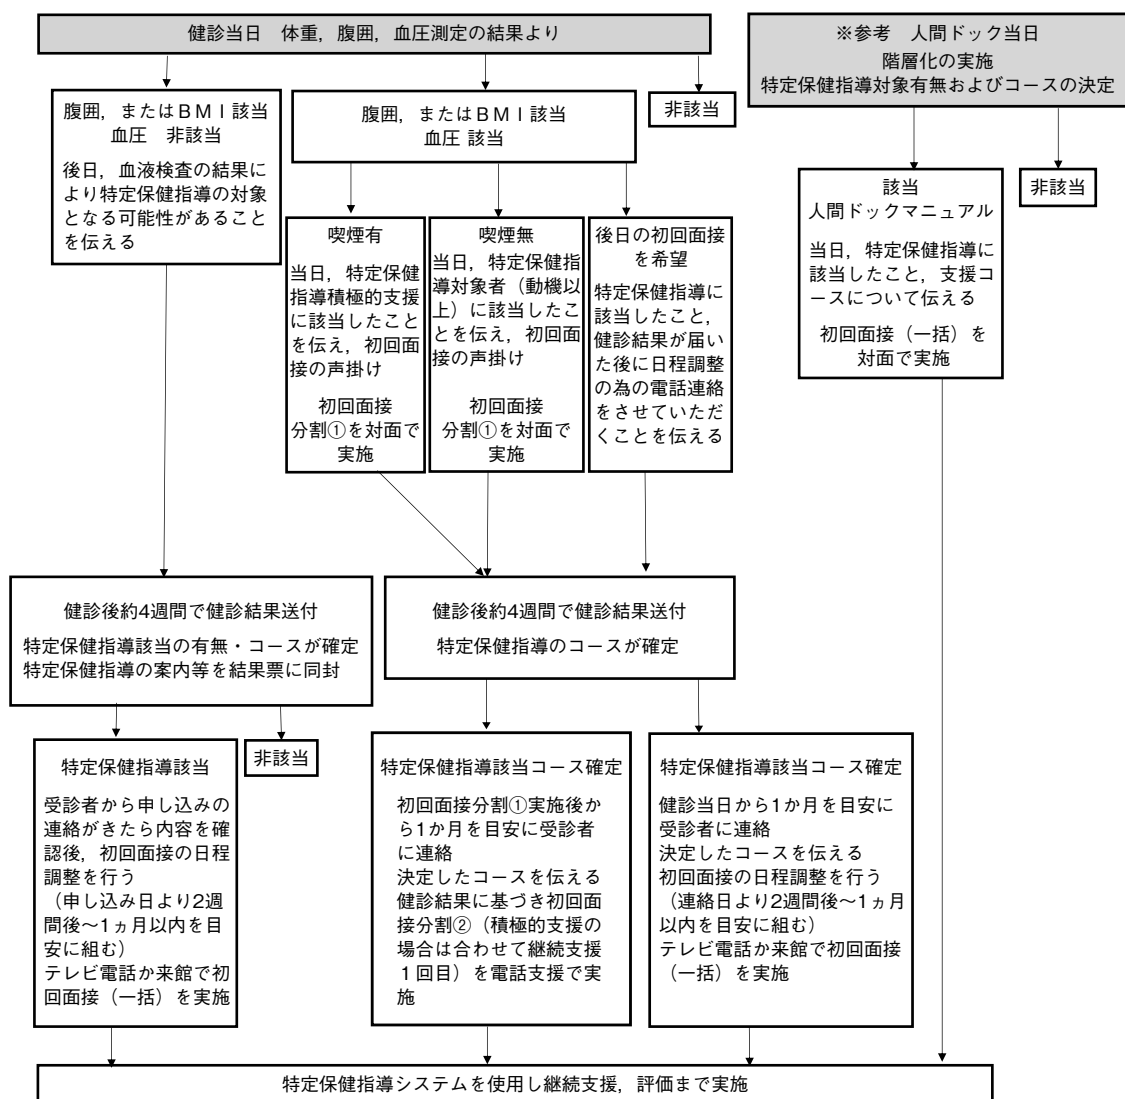 健診当日　体重，腹囲，血圧測定の結果より
※参考　人間ドック当日
階層化の実施
特定保健指導対象有無およびコースの決定
腹囲，またはＢＭＩ該当
血圧　非該当
後日，血液検査の結果に
より特定保健指導の対象
となる可能性があること
を伝える
腹囲，またはＢＭＩ該当
血圧 該当
非該当
喫煙有
当日，特定保健
指導積極的支援
に該当したこと
を伝え，初回面
接の声掛け
初回面接
分割①を対面で
実施
喫煙無
当日，特定保健指
導対象者（動機以
上）に該当したこ
とを伝え，初回面
接の声掛け
初回面接
分割①を対面で
実施
後日の初回面接
を希望
特定保健指導に
該当したこと，
健診結果が届い
た後に日程調整
の為の電話連絡
をさせていただ
くことを伝える
該当
人間ドックマニュアル
当日，特定保健指導に
該当したこと，支援コ
ースについて伝える
初回面接（一括）を
対面で実施
非該当
健診後約4週間で健診結果送付
特定保健指導該当の有無・コースが確定
特定保健指導の案内等を結果票に同封
健診後約4週間で健診結果送付
特定保健指導のコースが確定
特定保健指導該当
受診者から申し込みの
連絡がきたら内容を確
認後，初回面接の日程
調整を行う
（申し込み日より2週
間後～1ヵ月以内を目
安に組む）
テレビ電話か来館で初
回面接（一括）を実施
非該当
特定保健指導該当コース確定
初回面接分割①実施後か
ら1か月を目安に受診者
に連絡
決定したコースを伝える
健診結果に基づき初回面
接分割②（積極的支援の
場合は合わせて継続支援
１回目）を電話支援で実
施
特定保健指導該当コース確定
健診当日から1か月を目安に
受診者に連絡
決定したコースを伝える
初回面接の日程調整を行う
（連絡日より2週間後～1ヵ月
以内を目安に組む）
テレビ電話か来館で初回面接
（一括）を実施
特定保健指導システムを使用し継続支援，評価まで実施